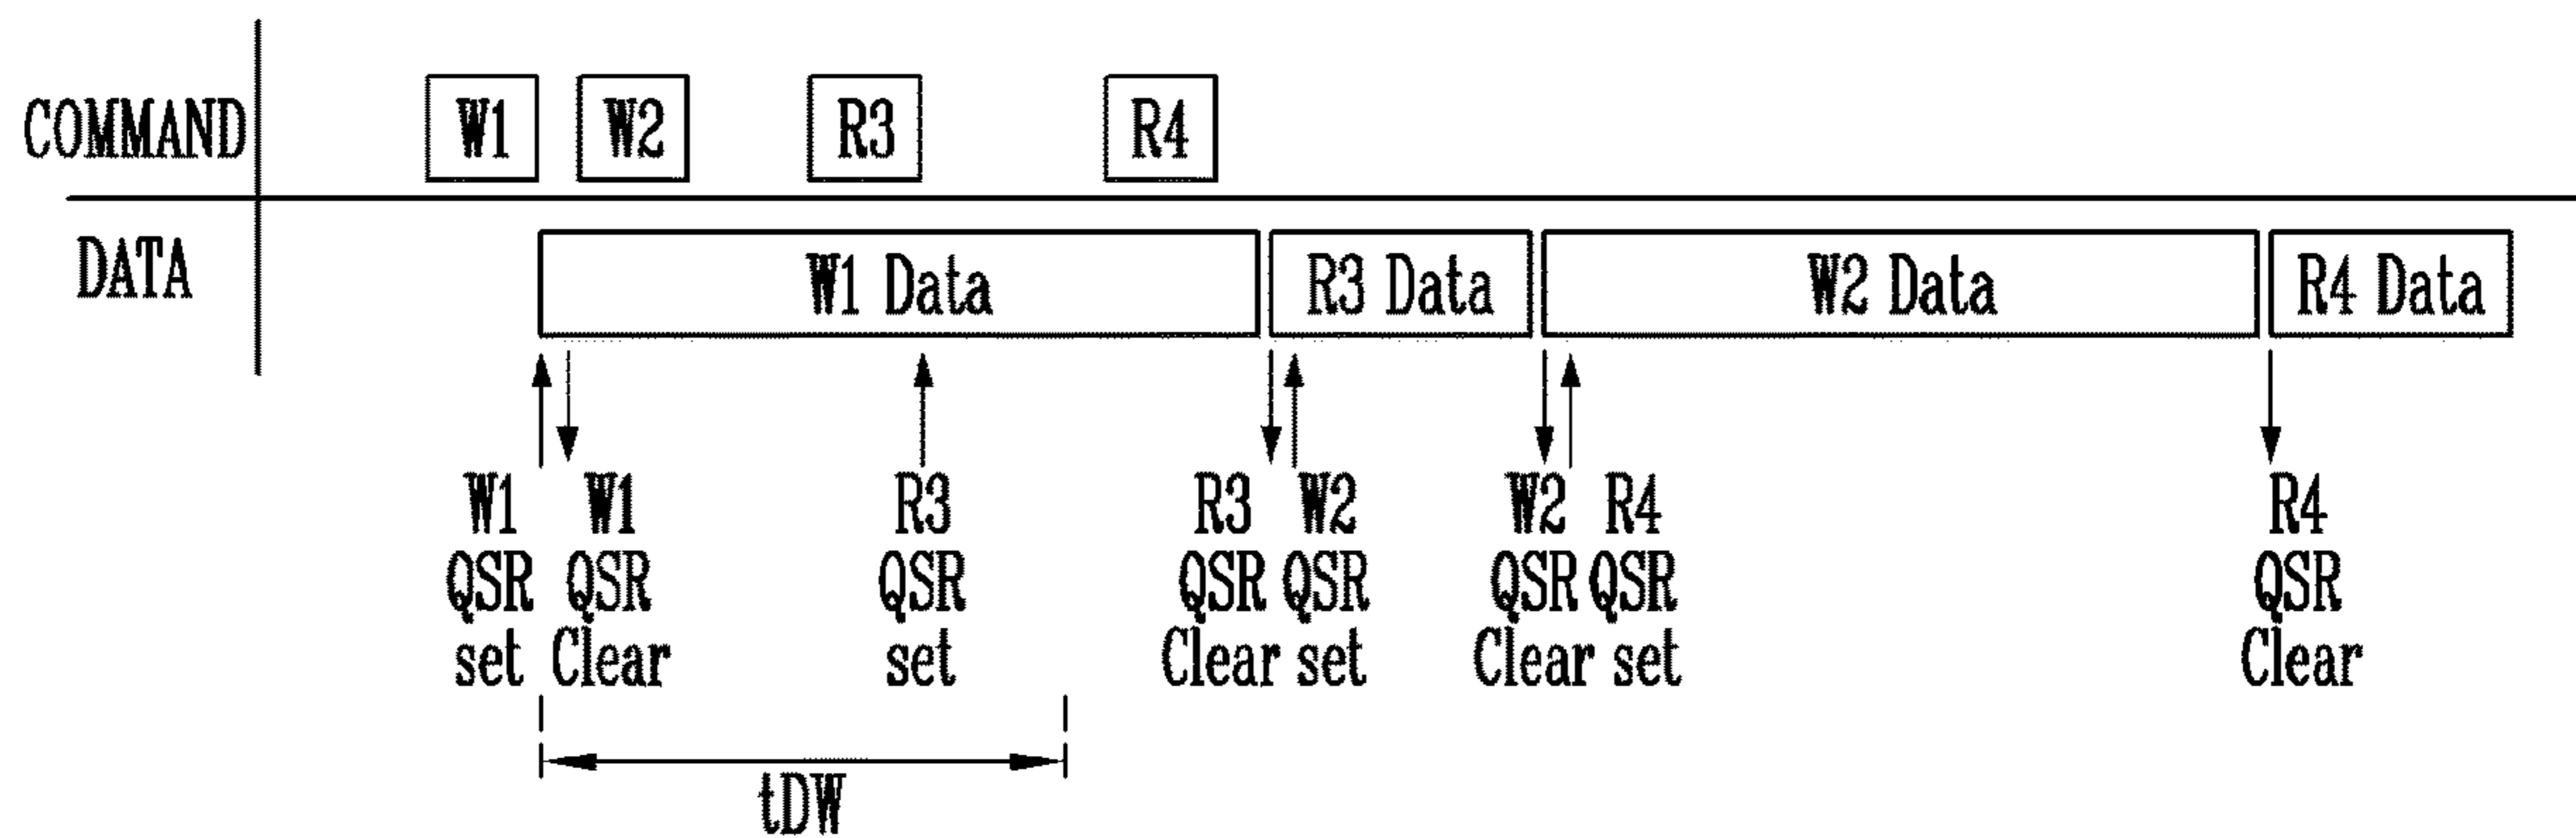 COMMAND W1 W2 R3 R4
DATA W1 Data R3 Data W2 Data R4 Data
W1 W1 R3 R3 W2 W2 R4 R4
QSR QSR QSR QSR QSR QSR QSR QSR
set Clear set Clear set Clear set Clear
tDW